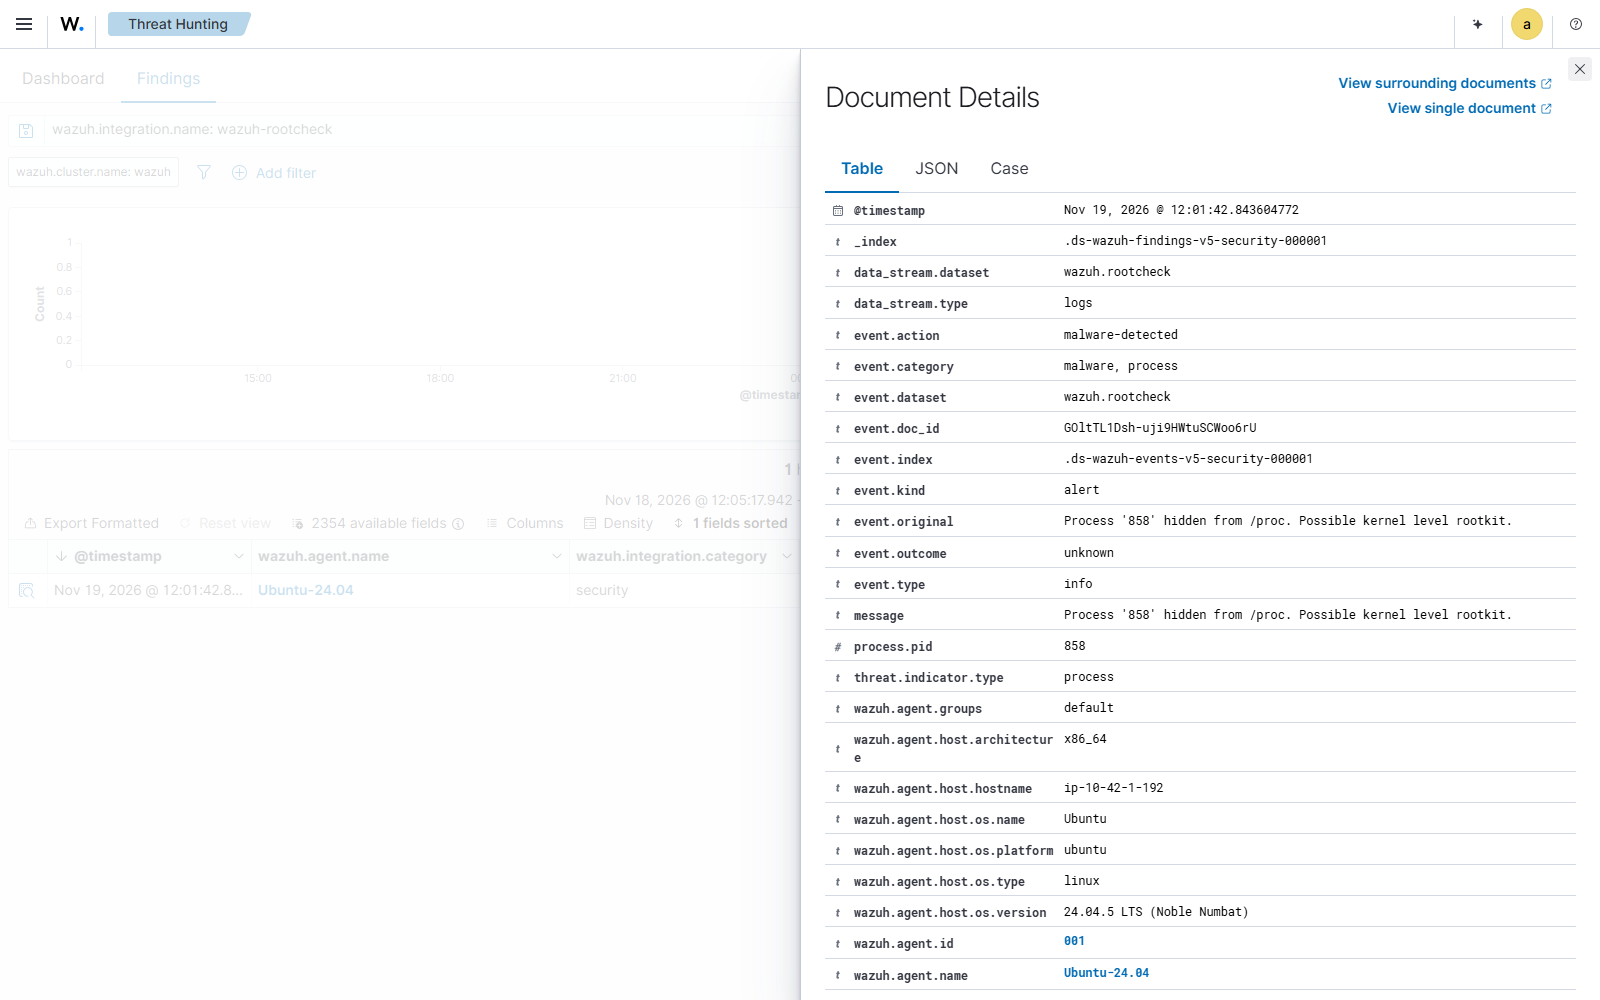 W.
Threat Hunting
a
Dashboard
Findings
wazuh.integration.name: wazuh-rootcheck
wazuh.cluster.name: wazuh
Add filter
Count
1
0.8
0.6
0.4
0.2
0
15:00
18:00
21:00
1
Nov 18, 2026 @ 12:05:17.942 -
Export Formatted
Reset view
2354 available fields
Columns
Density
1 fields sorted
@timestamp
wazuh.agent.name
wazuh.integration.category
Nov 19, 2026 @ 12:01:42.8...
Ubuntu-24.04
security
Document Details
View surrounding documents
View single document
Table
JSON
Case
@timestamp Nov 19, 2026 @ 12:01:42.843604772
t _index .ds-wazuh-findings-v5-security-000001
t data_stream.dataset wazuh.rootcheck
t data_stream.type logs
t event.action malware-detected
t event.category malware, process
t event.dataset wazuh.rootcheck
t event.doc_id GOltTL1Dsh-uji9HWtuSCWoo6rU
t event.index .ds-wazuh-events-v5-security-000001
t event.kind alert
t event.original Process '858' hidden from /proc. Possible kernel level rootkit.
t event.outcome unknown
t event.type info
t message Process '858' hidden from /proc. Possible kernel level rootkit.
# process.pid 858
t threat.indicator.type process
t wazuh.agent.groups default
t wazuh.agent.host.architectur x86_64
e
t wazuh.agent.host.hostname ip-10-42-1-192
t wazuh.agent.host.os.name Ubuntu
t wazuh.agent.host.os.platform ubuntu
t wazuh.agent.host.os.type linux
t wazuh.agent.host.os.version 24.04.5 LTS (Noble Numbat)
t wazuh.agent.id 001
t wazuh.agent.name Ubuntu-24.04